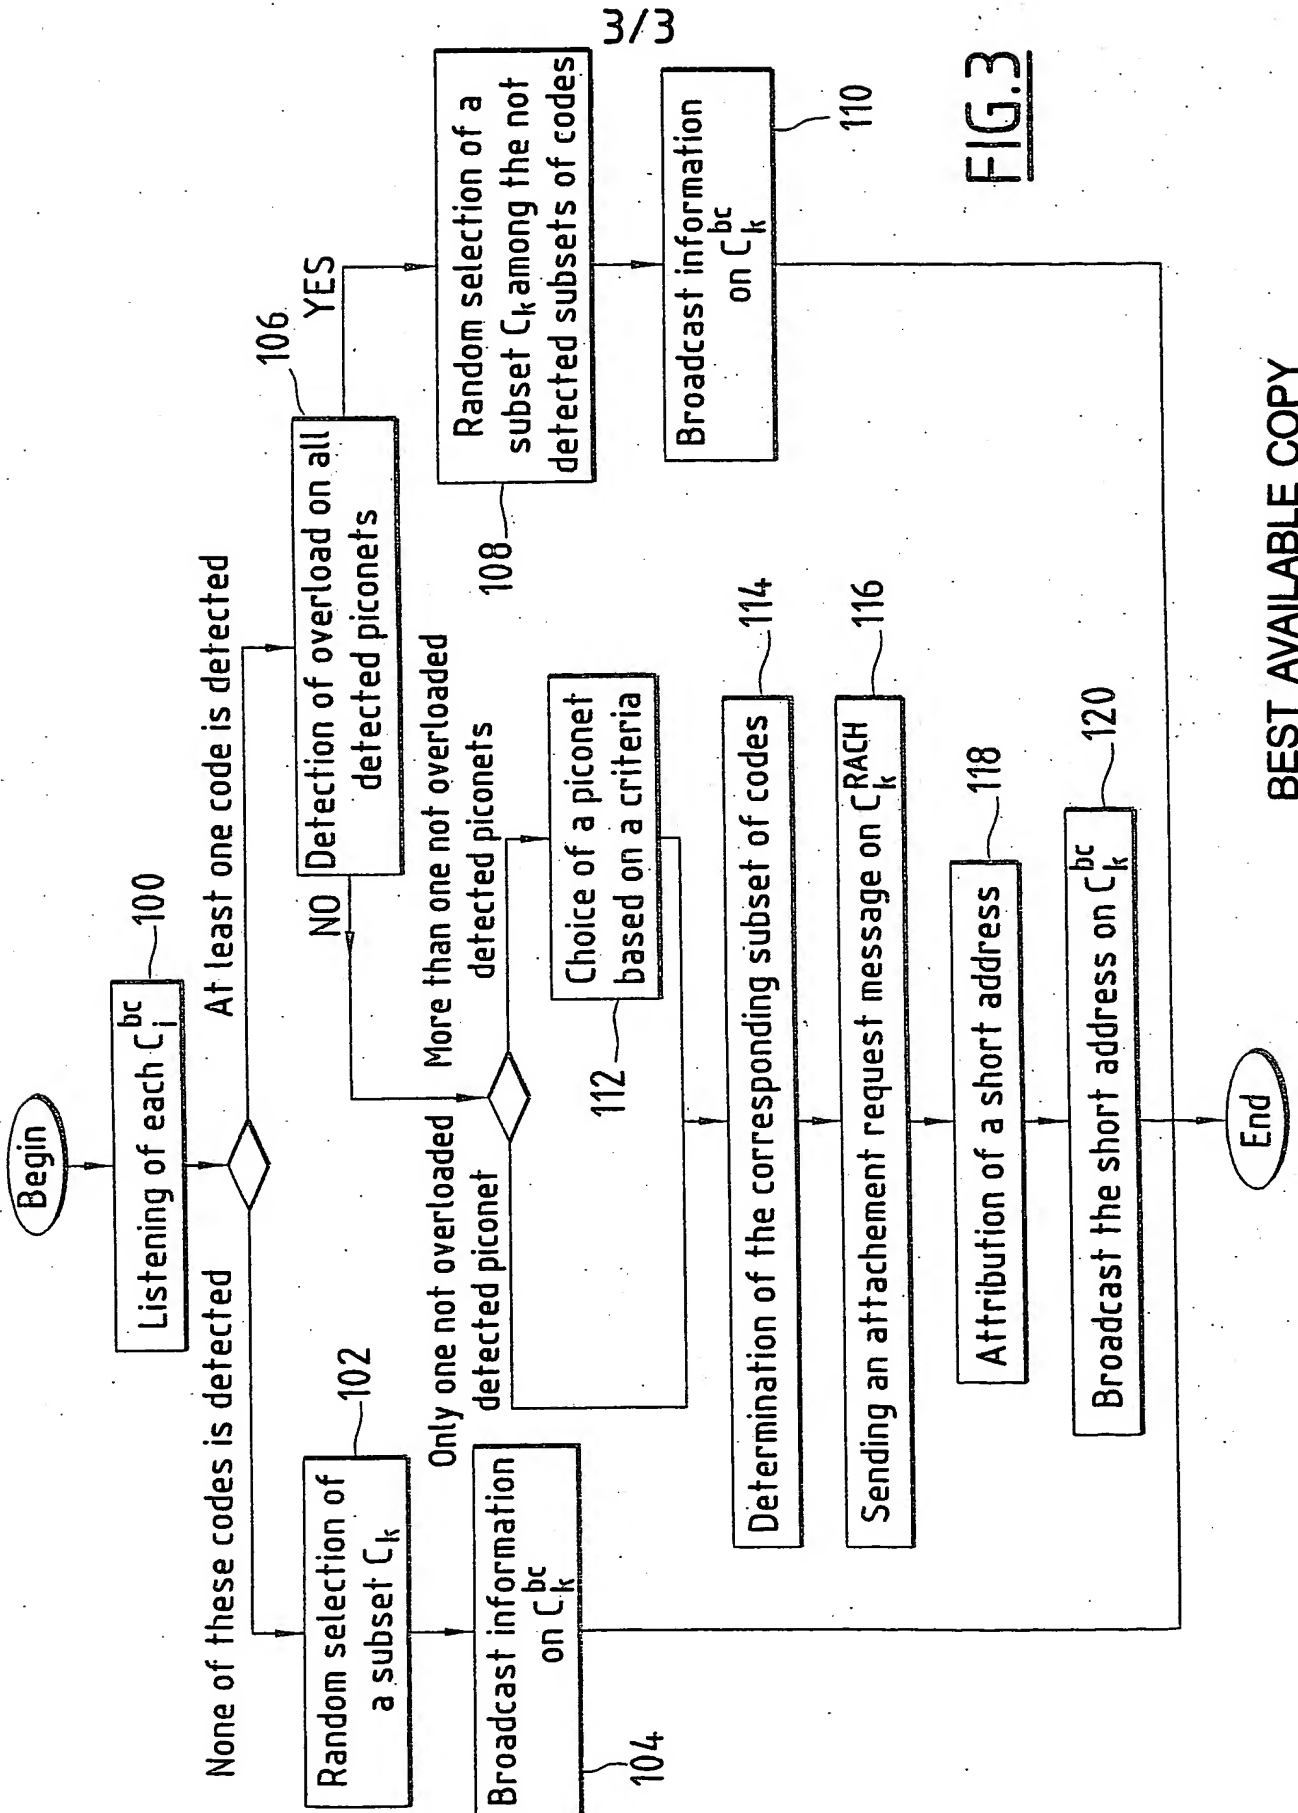 3/3
Begin
Listening of each C_i^bc
100
None of these codes is detected
At least one code is detected
Random selection of
a subset C_k
102
Broadcast information
on C_k^bc
104
106
Detection of overload on all
detected piconets
NO
YES
Random selection of a
subset C_k among the not
detected subsets of codes
108
Broadcast information
on C_k^bc
110
Only one not overloaded
detected piconet
More than one not overloaded
detected piconets
Choice of a piconet
based on a criteria
112
Determination of the corresponding subset of codes
114
Sending an attachement request message on C_k^RACH
116
Attribution of a short address
118
Broadcast the short address on C_k^bc
120
End
FIG.3
BEST AVAILABLE COPY